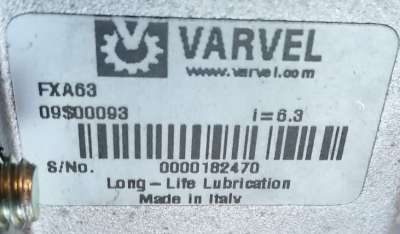 VARVEL
www.varvel.com
FXA63
09S00093 i=6.3
S/No. 0000182470
Long-Life Lubrication
Made in Italy